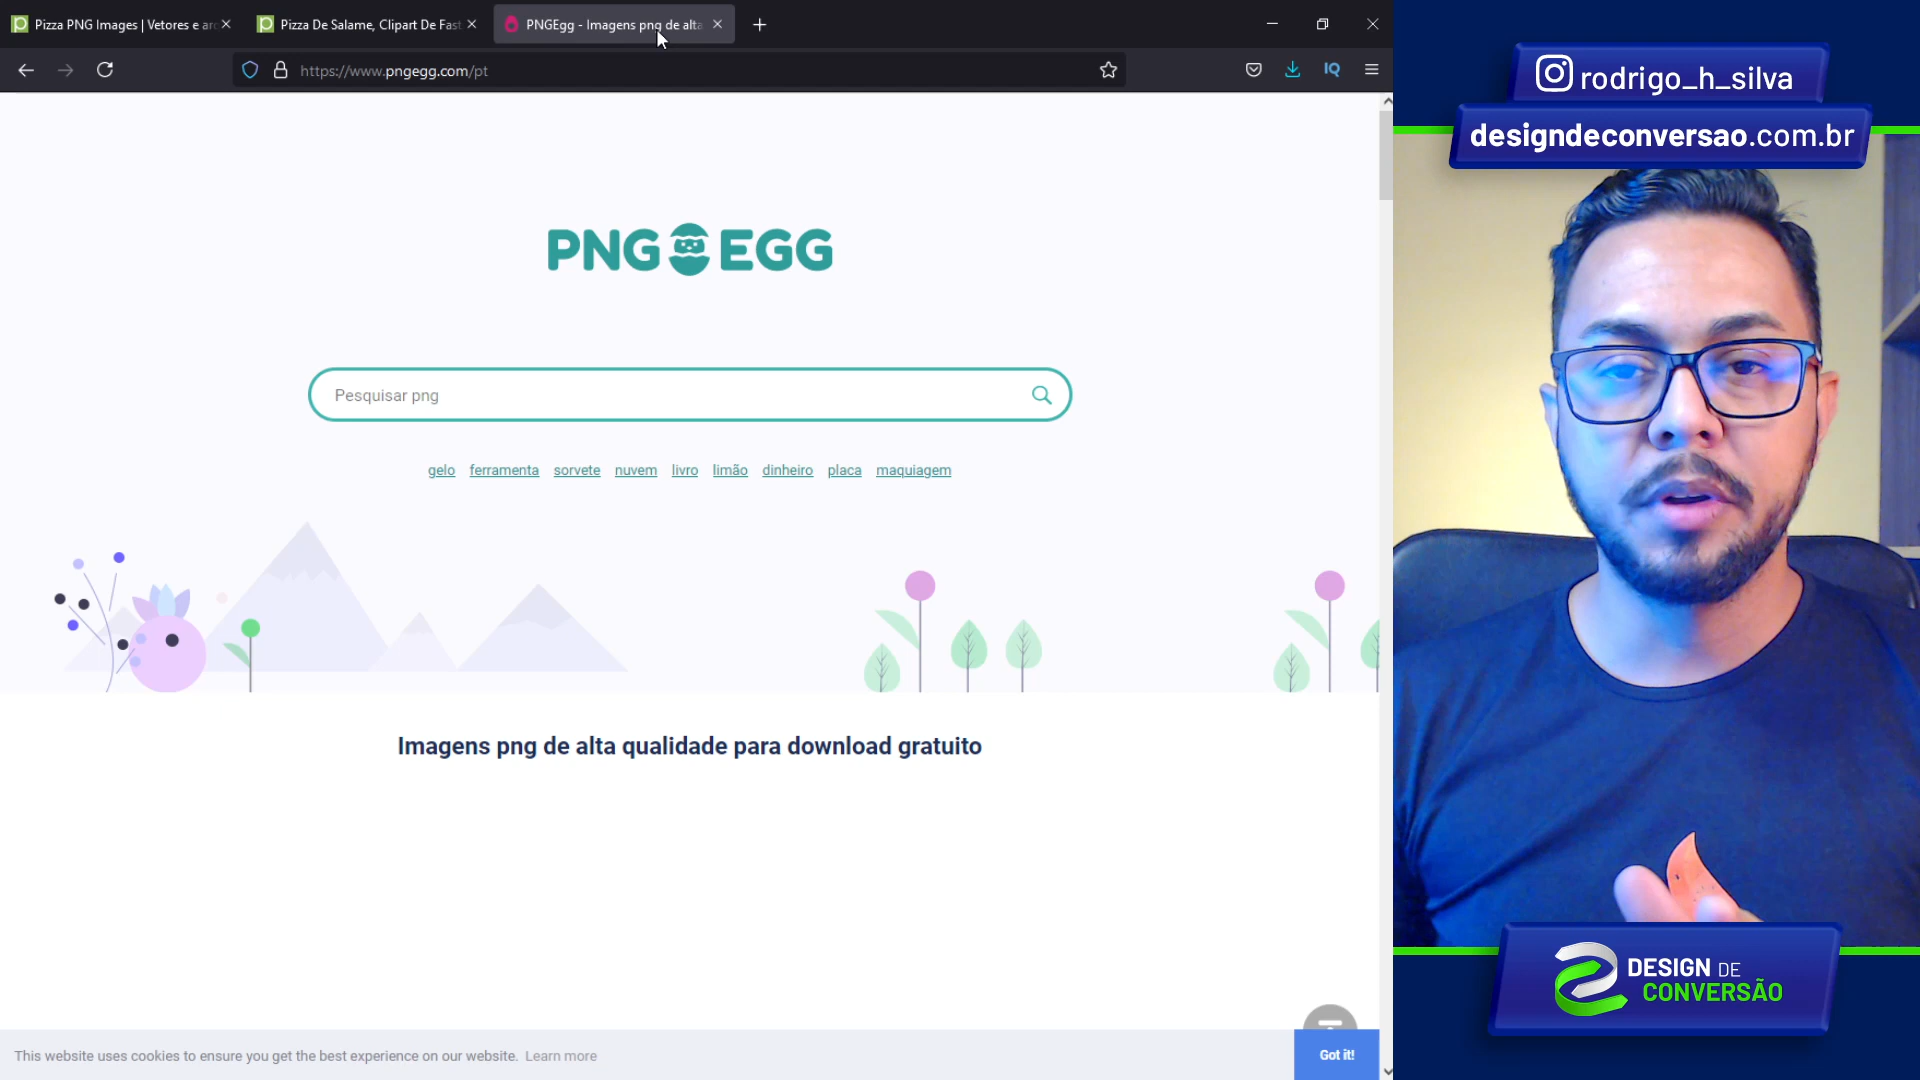 Pizza PNG Images | Vetores e arq
Pizza De Salame, Clipart De Fast
PNGEgg - Imagens png de alta
https://www.pngegg.com/pt
IQ
PNG EGG
Pesquisar png
gelo ferramenta sorvete nuvem livro limão dinheiro placa maquiagem
Imagens png de alta qualidade para download gratuito
This website uses cookies to ensure you get the best experience on our website. Learn more
Got it!
rodrigo_h_silva
designdeconversao.com.br
DESIGN DE
CONVERSÃO